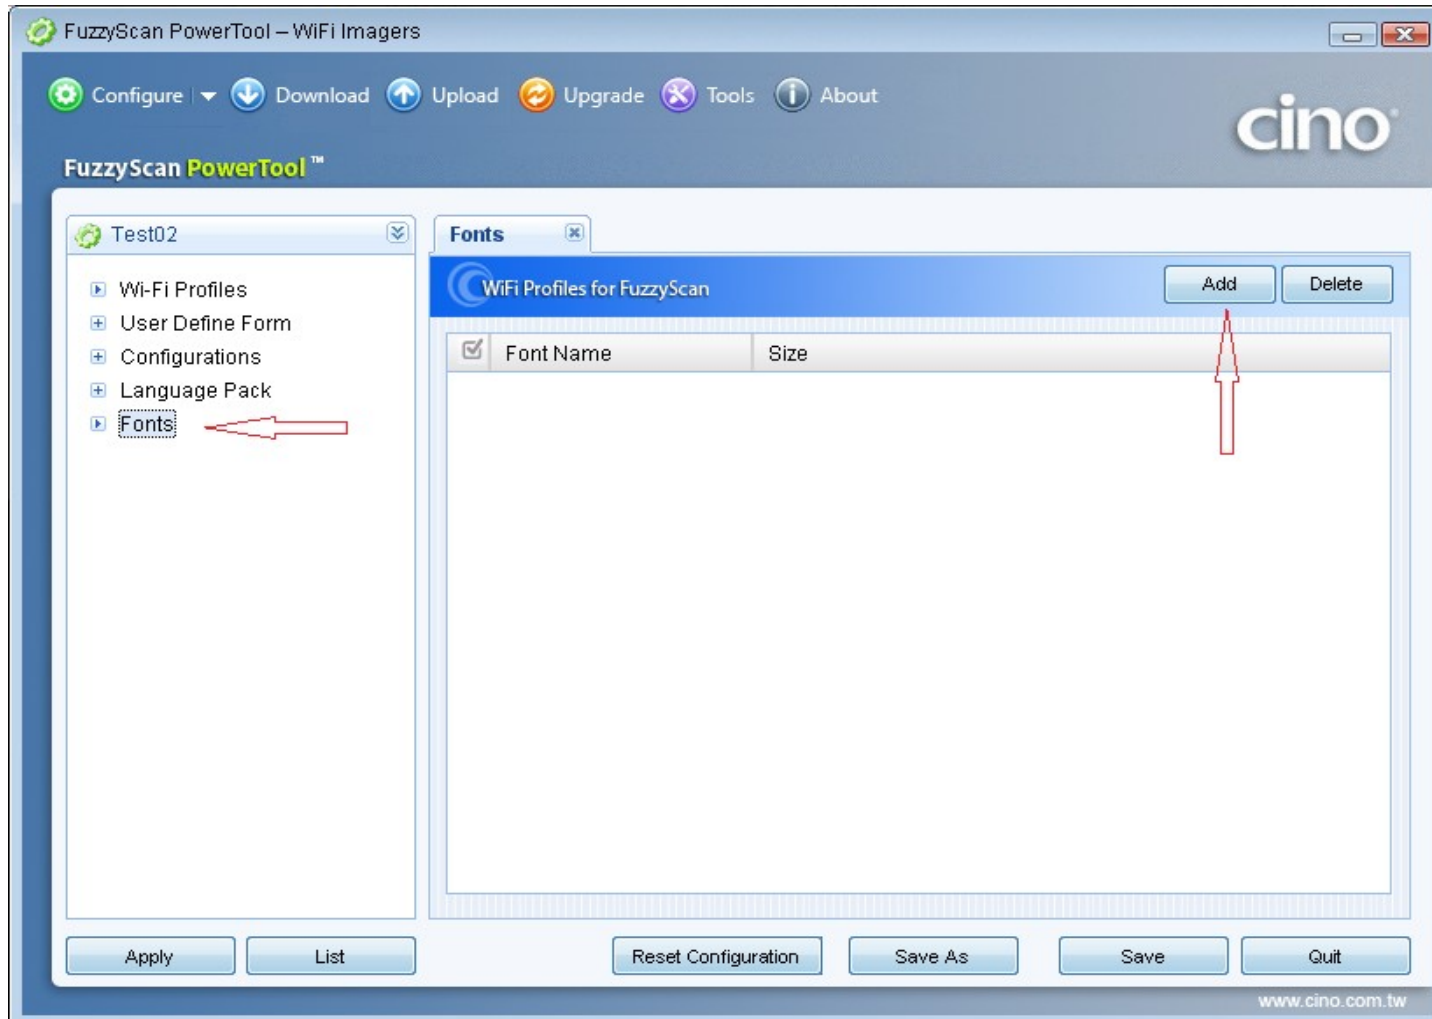 FuzzyScan PowerTool – WiFi Imagers
Configure Download Upload Upgrade Tools About
cino
FuzzyScan PowerTool™
Test02
Wi-Fi Profiles
User Define Form
Configurations
Language Pack
Fonts
Fonts
WiFi Profiles for FuzzyScan
Add Delete
Font Name Size
Apply List Reset Configuration Save As Save Quit
www.cino.com.tw